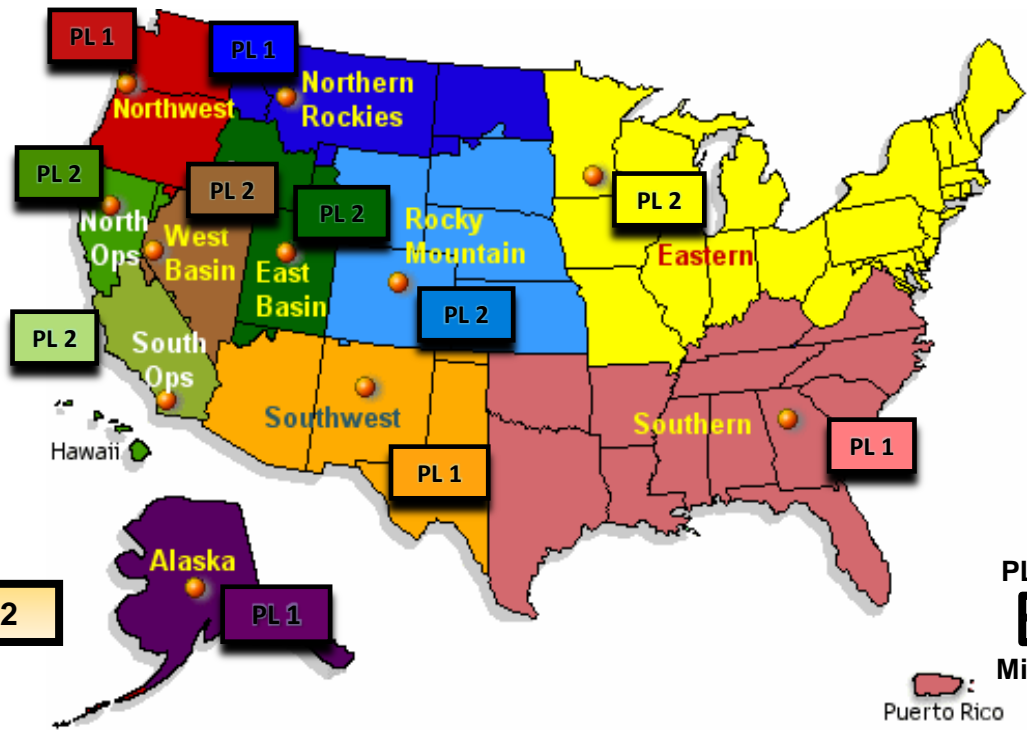 PL 1
PL 1
Northern
Rockies
Northwest
PL 2
PL 2
PL 2
PL 2
North
Ops
West
Basin
Rocky
Mountain
Eastern
East
Basin
PL 2
PL 2
South
Ops
Southwest
Southern
Hawaii
PL 1
PL 1
Alaska
PL 1
2
PL
Mi
Puerto Rico